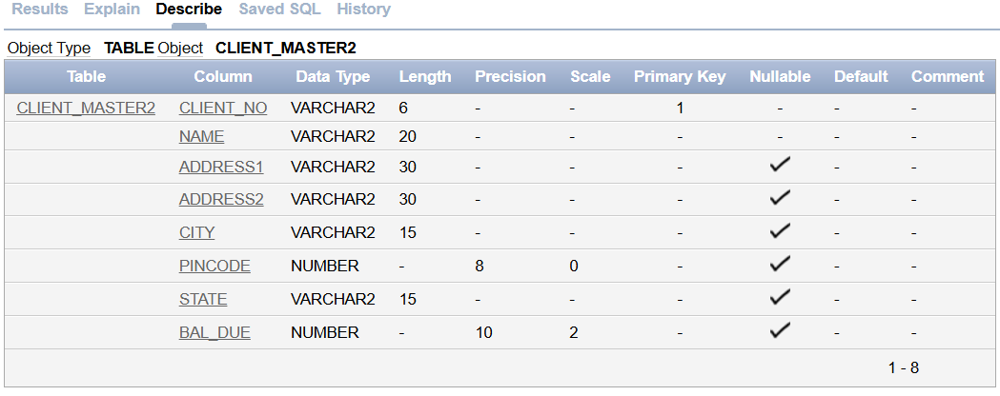 Results Explain Describe Saved SQL History
Object Type TABLE Object CLIENT_MASTER2
Table Column Data Type Length Precision Scale Primary Key Nullable Default Comment
CLIENT_MASTER2 CLIENT_NO VARCHAR2 6 - - 1 - - -
NAME VARCHAR2 20 - - - - - -
ADDRESS1 VARCHAR2 30 - - - ✓ - -
ADDRESS2 VARCHAR2 30 - - - ✓ - -
CITY VARCHAR2 15 - - - ✓ - -
PINCODE NUMBER - 8 0 - ✓ - -
STATE VARCHAR2 15 - - - ✓ - -
BAL_DUE NUMBER - 10 2 - ✓ - -
1 - 8